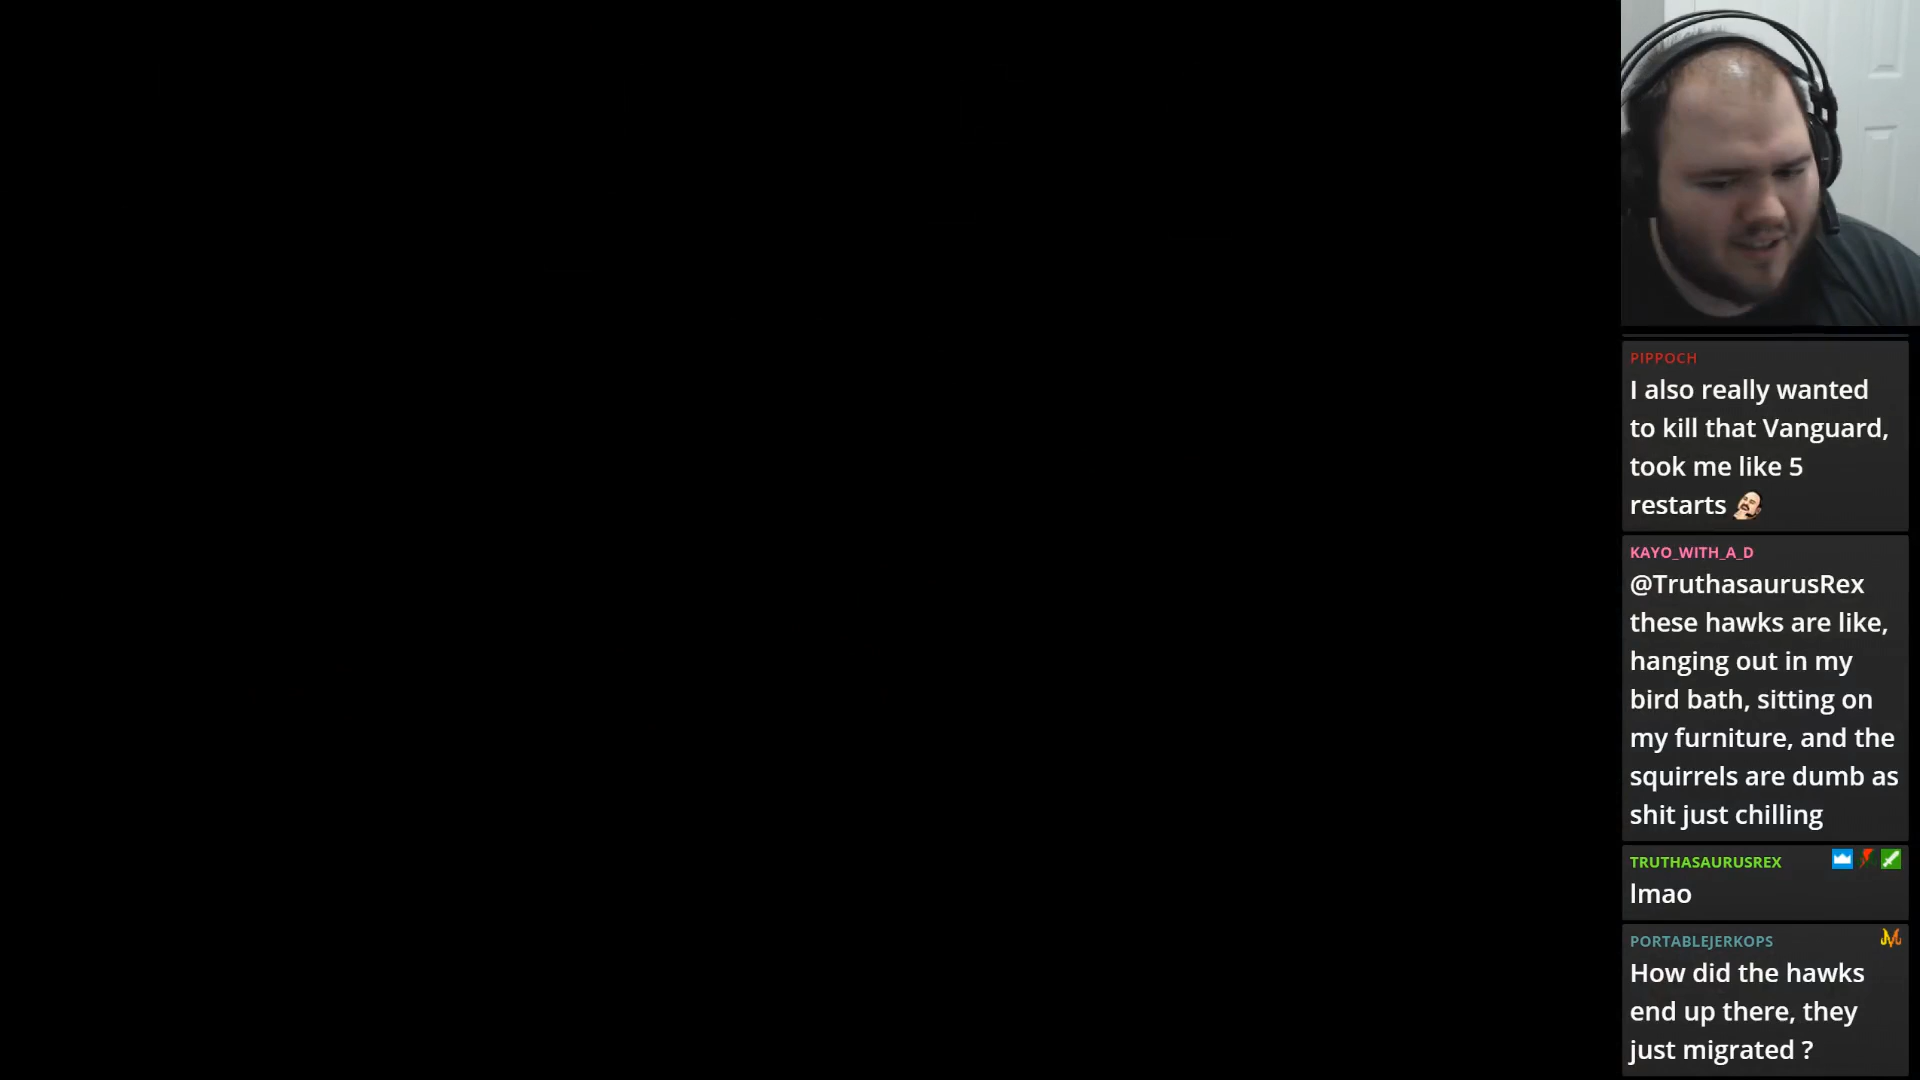 PIPPOCH
I also really wanted
to kill that Vanguard,
took me like 5
restarts
KAYO_WITH_A_D
@TruthasaurusRex
these hawks are like,
hanging out in my
bird bath, sitting on
my furniture, and the
squirrels are dumb as
shit just chilling
TRUTHASAURUSREX
lmao
PORTABLEJERKOPS
How did the hawks
end up there, they
just migrated ?